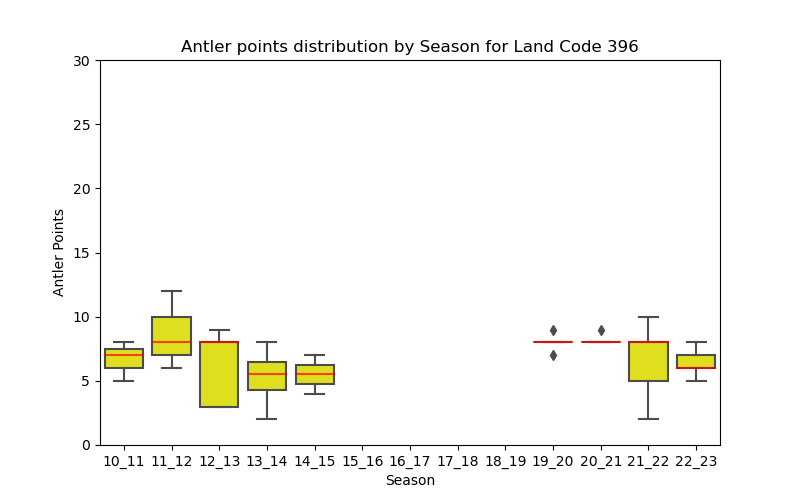 Antler points distribution by Season for Land Code 396
30
25
20
15
10
5
0
Antler Points
10_11 11_12 12_13 13_14 14_15 15_16 16_17 17_18 18_19 19_20 20_21 21_22 22_23
Season